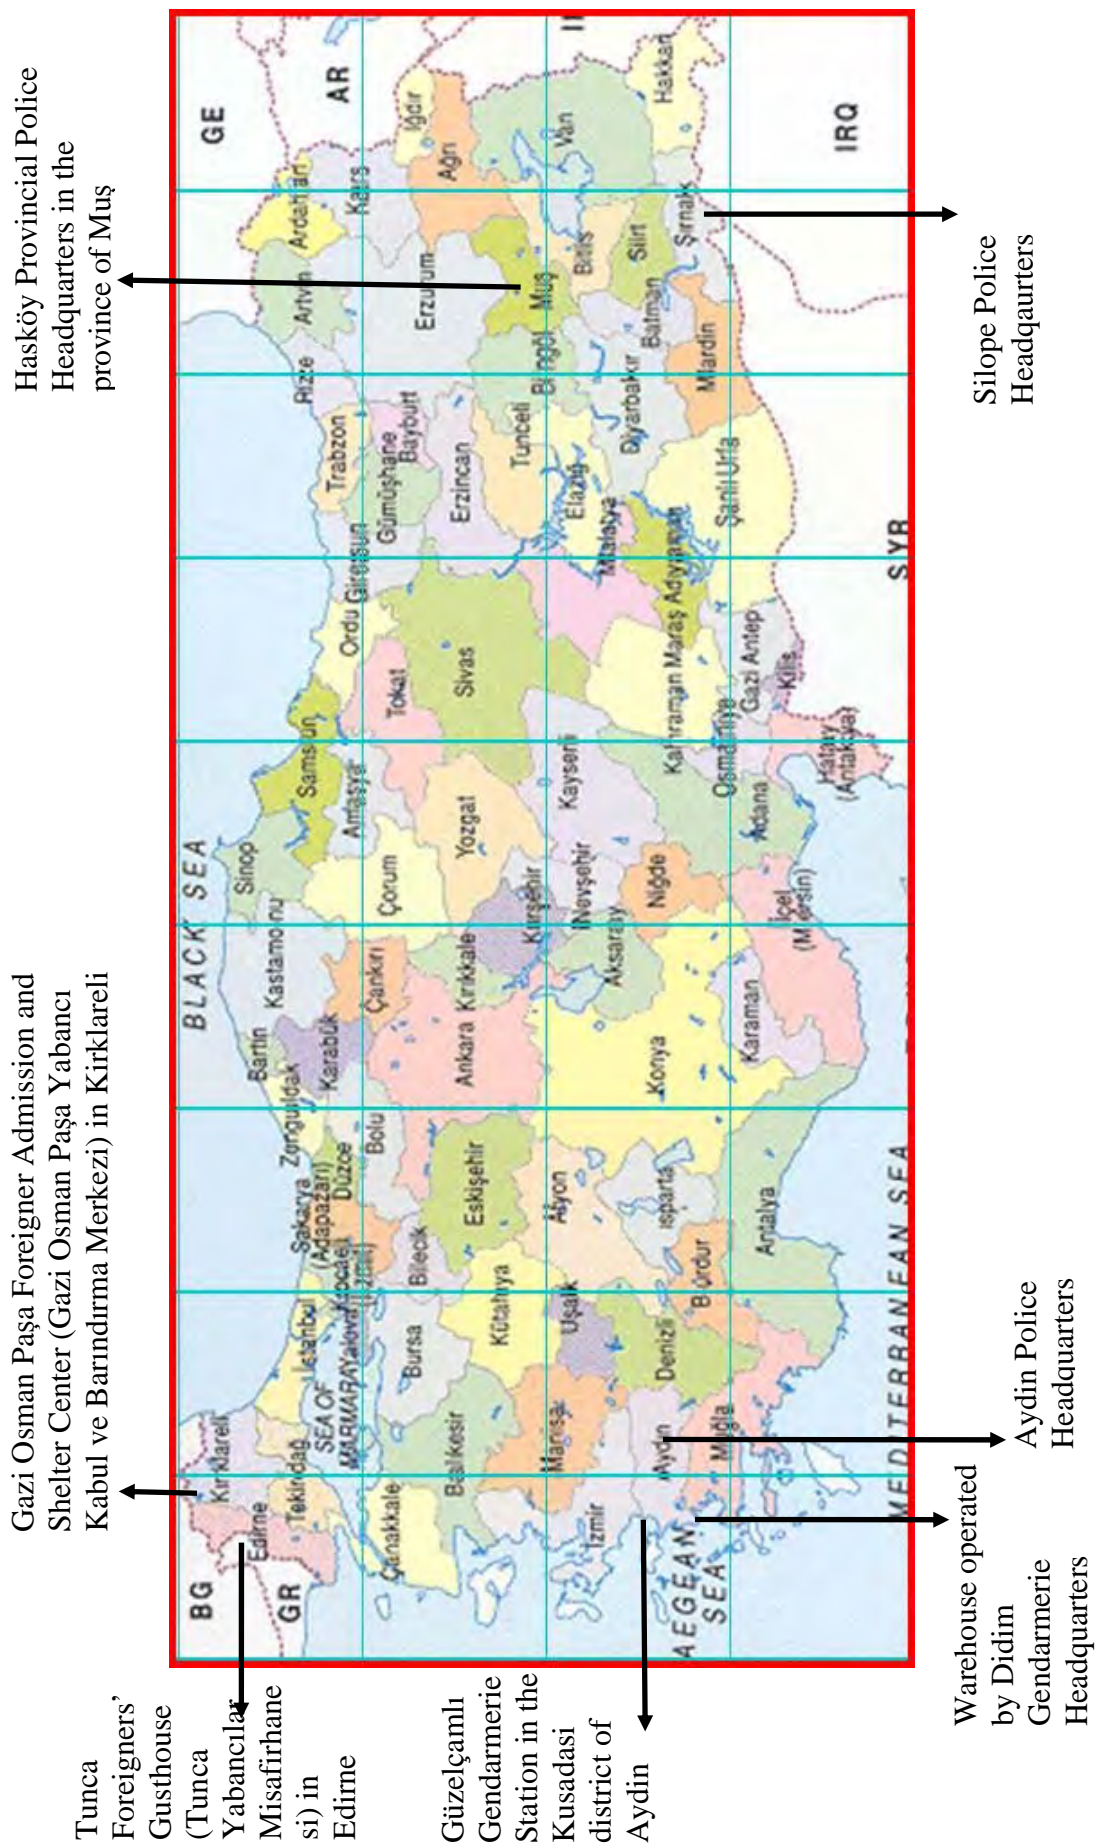 Gazi Osman Paşa Foreigner Admission and
Shelter Center (Gazi Osman Paşa Yabancı
Kabul ve Barındırma Merkezi) in Kırklareli
Hasköy Provincial Police
Headquarters in the
province of Muş
Tunca
Foreigners’
Gusthouse
(Tunca
Yabancılar
Misafirhane
si) in
Edirne
Güzelçamlı
Gendarmerie
Station in the
Kusadasi
district of
Aydin
BG
GR
BLACK SEA
GE
AR
Kırklareli
Edirne
Tekirdağ
İstanbul
SEA OF
MARMARA
Yalova
Kocaeli
(İzmit)
Sakarya
(Adapazarı)
Düzce
Zonguldak
Bartın
Karabük
Kastamonu
Sinop
Samsun
Ordu
Giresun
Trabzon
Rize
Artvin
Ardahan
Kars
Iğdır
Çanakkale
Balıkesir
Bursa
Bilecik
Bolu
Çankırı
Çorum
Amasya
Tokat
Gümüşhane
Bayburt
Erzurum
Ağrı
Kütahya
Eskişehir
Ankara
Kırıkkale
Yozgat
Sivas
Erzincan
Tunceli
Bingöl
Muş
Bitlis
Van
İzmir
Manisa
Uşak
Afyon
Kırşehir
Nevşehir
Kayseri
Malatya
Elazığ
Diyarbakır
Batman
Siirt
Şırnak
Hakkari
Aydın
Denizli
Burdur
Isparta
Konya
Aksaray
Niğde
Kahraman Maraş
Adıyaman
Şanlı Urfa
Mardin
Muğla
Antalya
Karaman
İçel
(Mersin)
Adana
Osmaniye
Gazi Antep
Kilis
Hatay
(Antakya)
AEGEAN
SEA
MEDITERRANEAN SEA
SYR
IRQ
Warehouse operated
by Didim
Gendarmerie
Headquarters
Aydin Police
Headquarters
Silope Police
Headqaurters